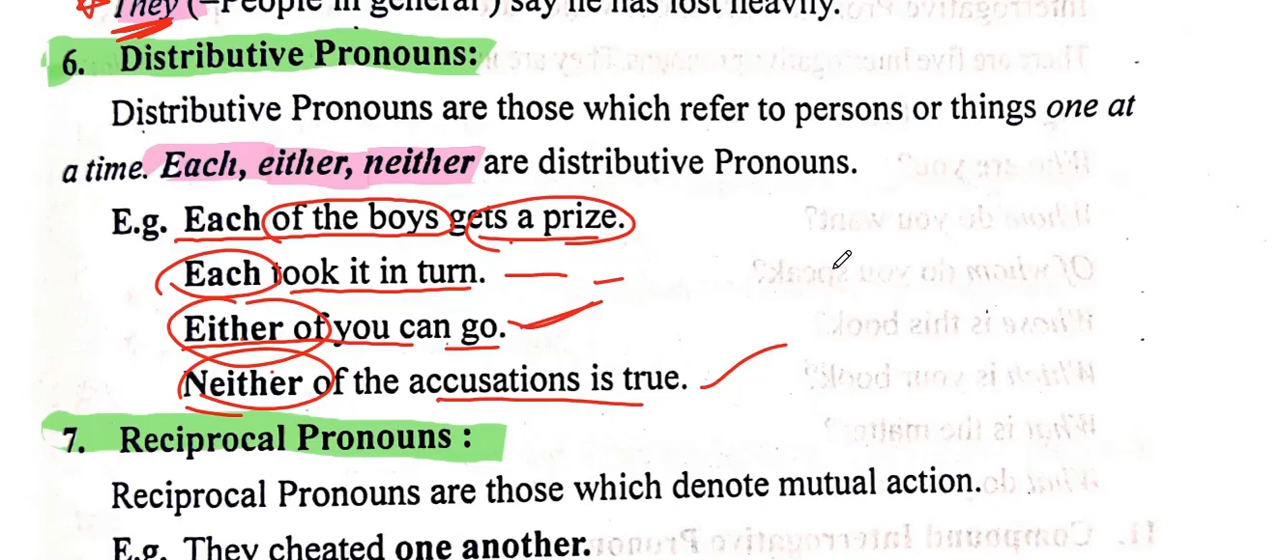 They (=People in general) say he has lost heavily.
6. Distributive Pronouns:
Distributive Pronouns are those which refer to persons or things one at
a time. Each, either, neither are distributive Pronouns.
E.g. Each of the boys gets a prize.
Each took it in turn.
Either of you can go.
Neither of the accusations is true.
7. Reciprocal Pronouns :
Reciprocal Pronouns are those which denote mutual action.
E.g. They cheated one another.